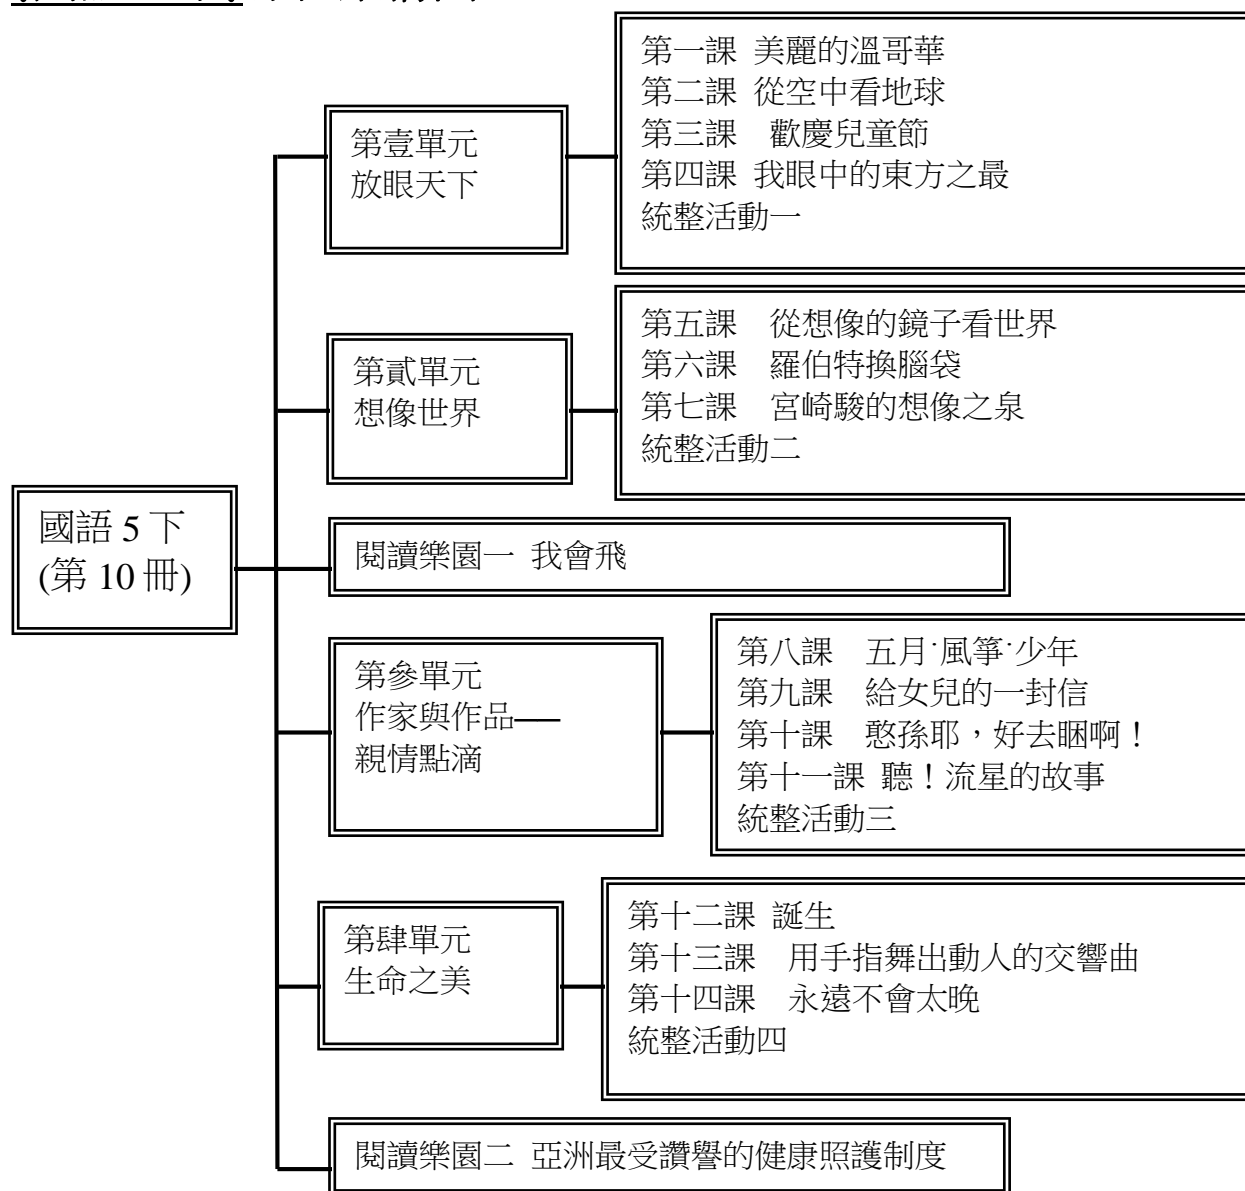 國語 5 下
(第 10 冊)
第壹單元
放眼天下
第一課 美麗的溫哥華
第二課 從空中看地球
第三課 歡慶兒童節
第四課 我眼中的東方之最
統整活動一
第貳單元
想像世界
第五課 從想像的鏡子看世界
第六課 羅伯特換腦袋
第七課 宮崎駿的想像之泉
統整活動二
閱讀樂園一 我會飛
第參單元
作家與作品──
親情點滴
第八課 五月˙風箏˙少年
第九課 給女兒的一封信
第十課 憨孫耶，好去睏啊！
第十一課 聽！流星的故事
統整活動三
第肆單元
生命之美
第十二課 誕生
第十三課 用手指舞出動人的交響曲
第十四課 永遠不會太晚
統整活動四
閱讀樂園二 亞洲最受讚譽的健康照護制度